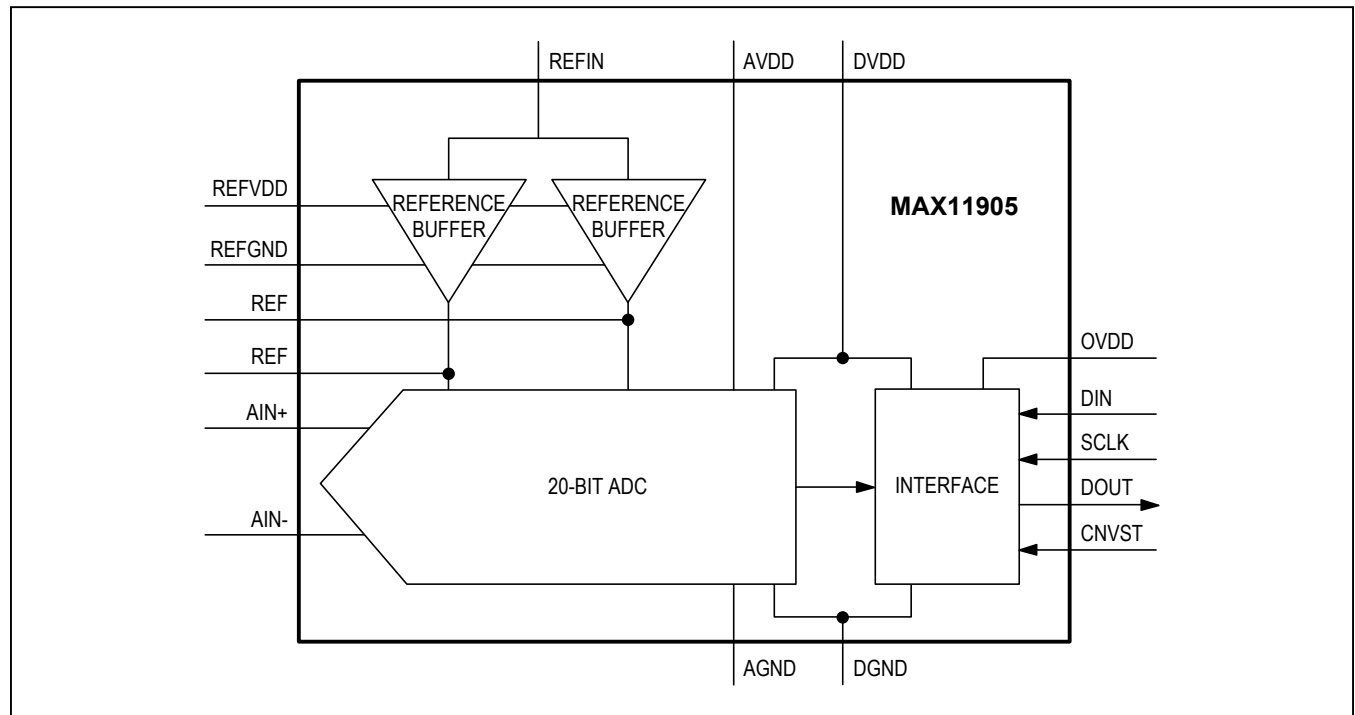 REFIN
AVDD
DVDD
REFVDD
REFERENCE
BUFFER
REFERENCE
BUFFER
MAX11905
REFGND
REF
REF
OVDD
AIN+
DIN
SCLK
20-BIT ADC
INTERFACE
DOUT
AIN-
CNVST
AGND
DGND